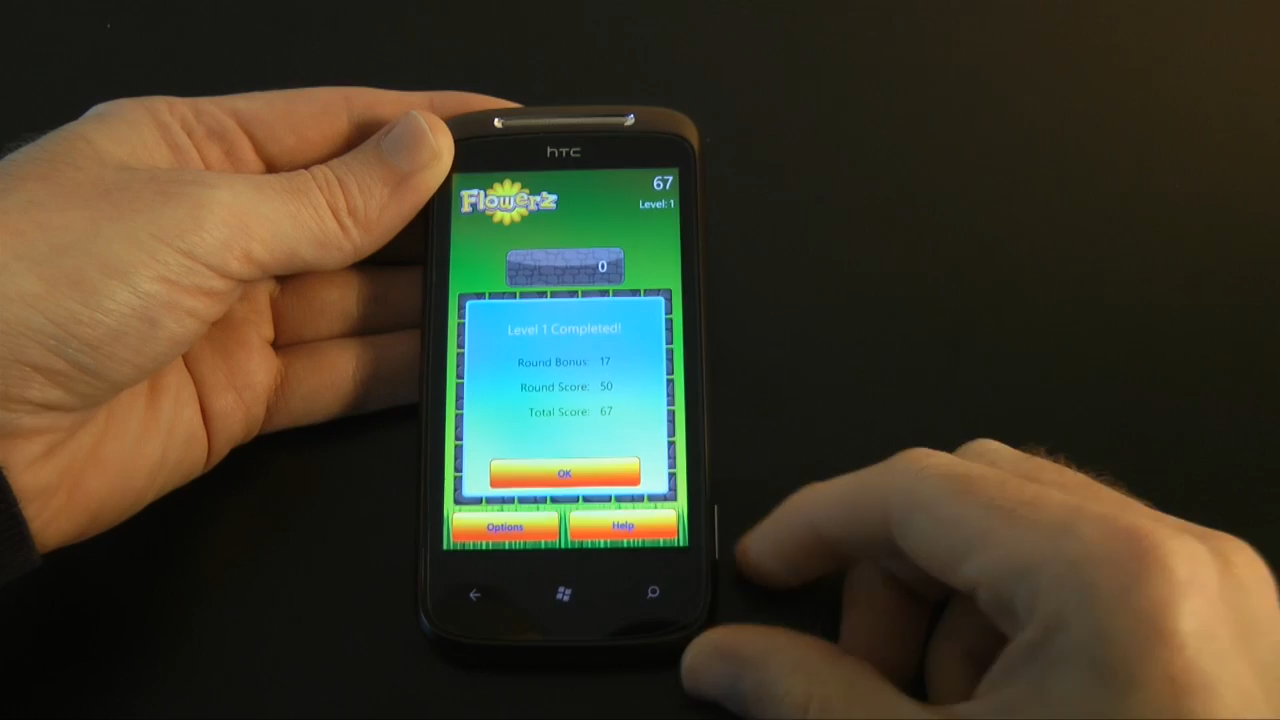 hTC
Flowerz
67
Level: 1
0
Level 1 Completed!
Round Bonus: 17
Round Score: 50
Total Score: 67
OK
Options
Help